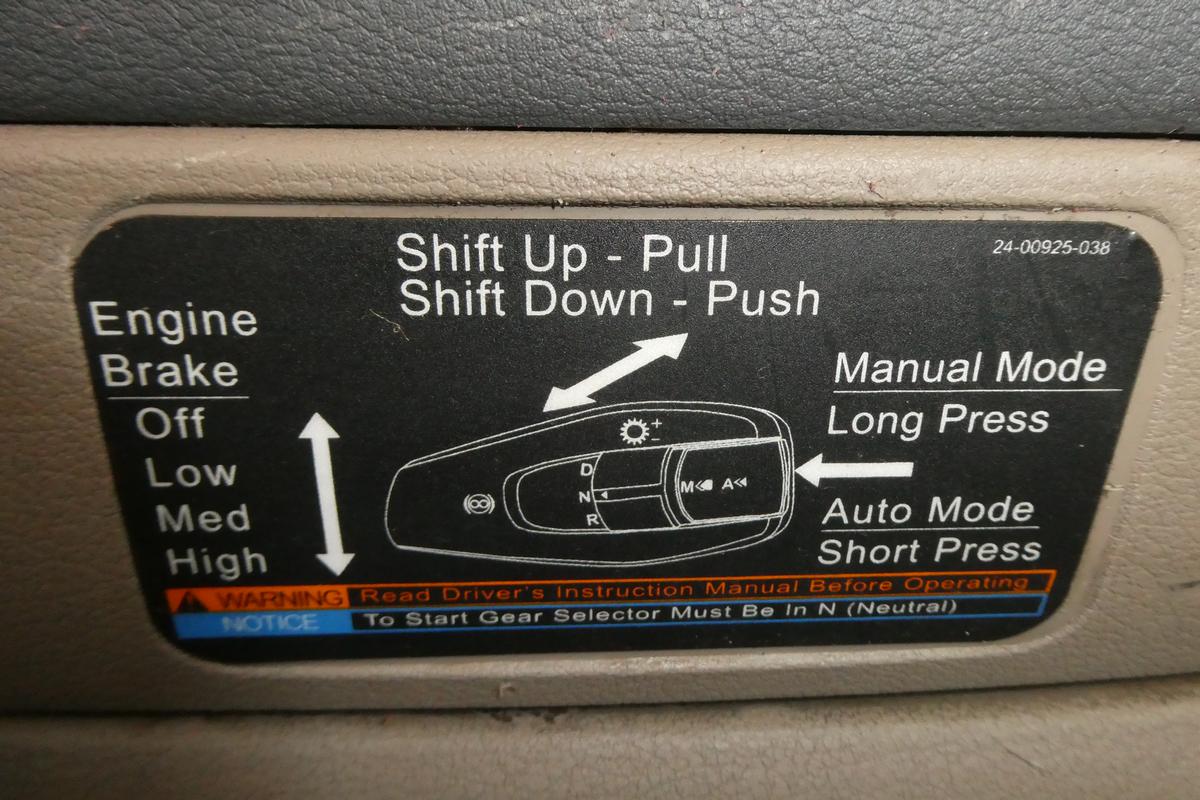 Shift Up - Pull
Shift Down - Push
24-00925-038
Engine
Brake
Off
Low
Med
High
Manual Mode
Long Press
Auto Mode
Short Press
+
-
D
N
R
M A
WARNING Read Driver's Instruction Manual Before Operating
NOTICE To Start Gear Selector Must Be In N (Neutral)